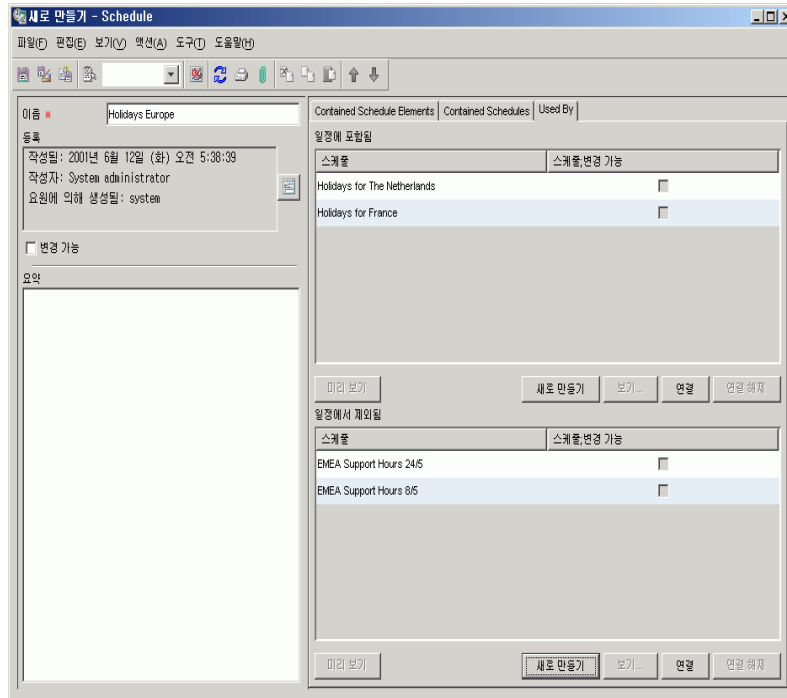 새로 만들기 - Schedule
파일(F) 편집(E) 보기(V) 액션(A) 도구(T) 도움말(H)
이름 * Holidays Europe
등록
작성됨: 2001년 6월 12일 (화) 오전 5:38:39
작성자: System administrator
요원에 의해 생성됨: system
변경 가능
요약
Contained Schedule Elements Contained Schedules Used By
일정에 포함됨
스케줄 스케줄;변경 가능
Holidays for The Netherlands
Holidays for France
미리 보기 새로 만들기 보기... 연결 연결 해제
일정에서 제외됨
스케줄 스케줄;변경 가능
EMEA Support Hours 24/5
EMEA Support Hours 8/5
미리 보기 새로 만들기 보기... 연결 연결 해제